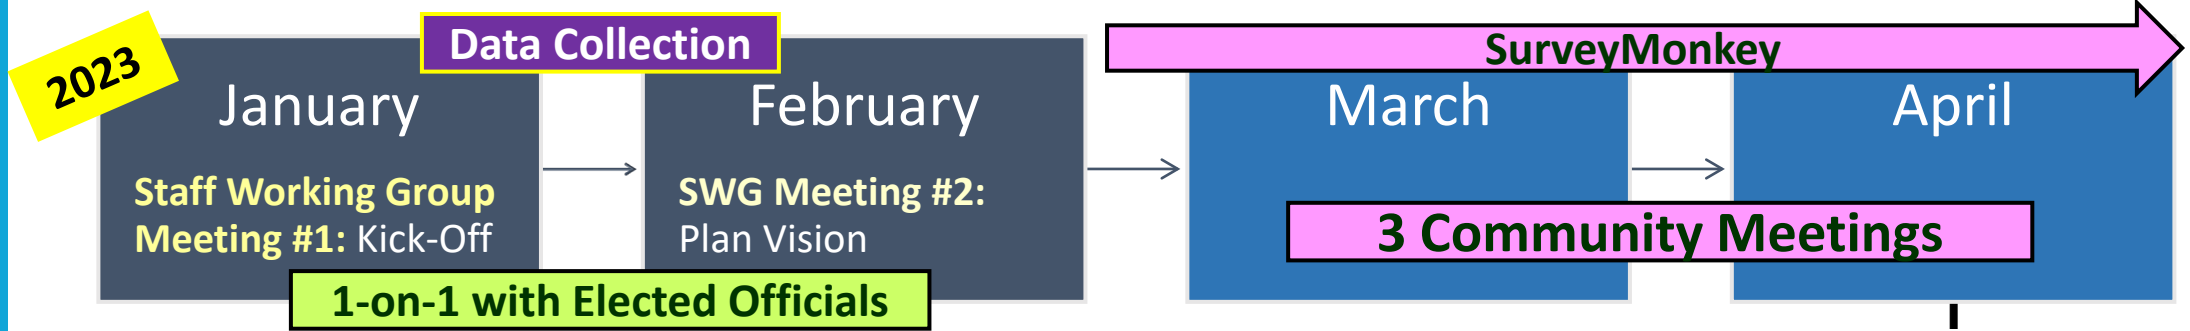 2023
Data Collection
SurveyMonkey
January
February
March
April
Staff Working Group
Meeting #1: Kick-Off
SWG Meeting #2:
Plan Vision
3 Community Meetings
1-on-1 with Elected Officials